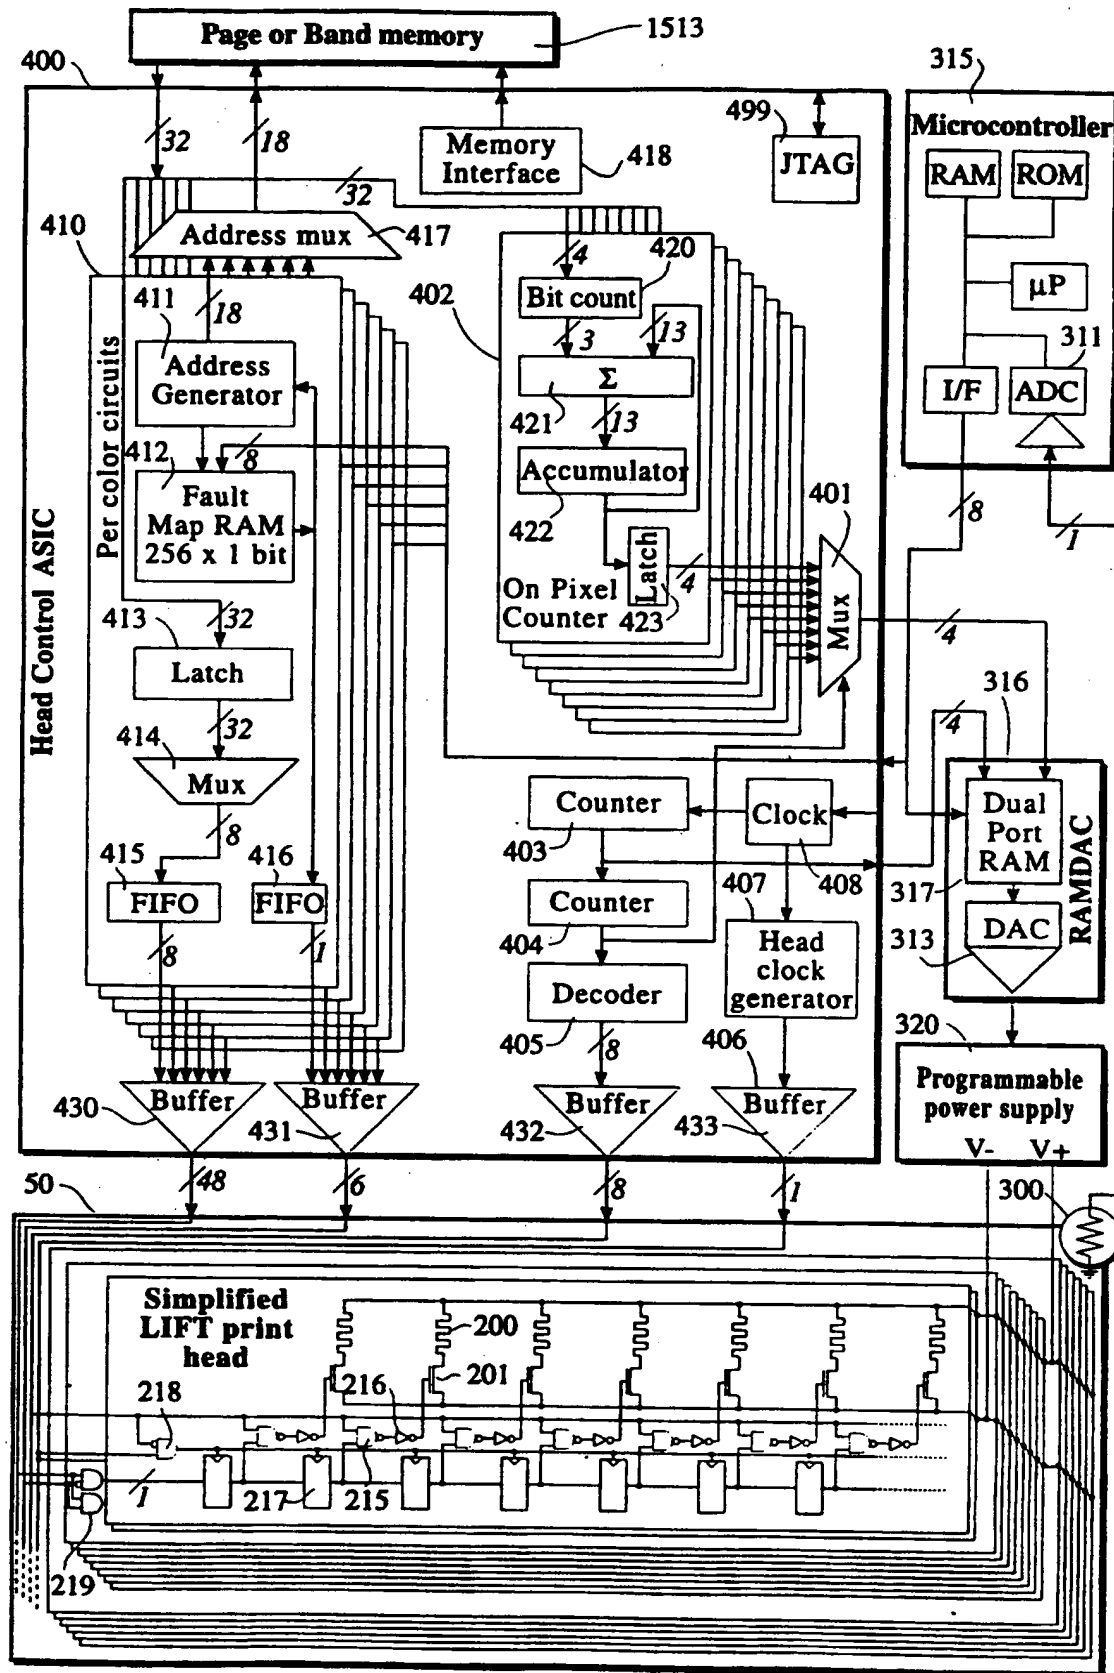 Page or Band memory
1513
400
315
32
18
Memory
Interface
418
499
JTAG
Microcontroller
RAM
ROM
32
410
Address mux
417
4
420
µP
411
18
402
Bit count
3
13
311
Address
Generator
Σ
I/F
ADC
421
13
412
8
Accumulator
Fault
Map RAM
256 x 1 bit
422
401
8
1
Per color circuits
Head Control ASIC
Latch
4
On Pixel
Counter
423
Mux
413
32
4
Latch
316
32
4
414
Mux
Counter
Clock
Dual
Port
RAM
8
403
408
317
415
416
407
FIFO
FIFO
Counter
404
Head
clock
generator
DAC
RAMDAC
313
8
1
Decoder
405
8
406
320
Programmable
power supply
Buffer
Buffer
Buffer
Buffer
430
431
432
433
V-
V+
50
48
6
8
1
300
Simplified
LIFT print
head
200
201
218
216
1
217
215
219